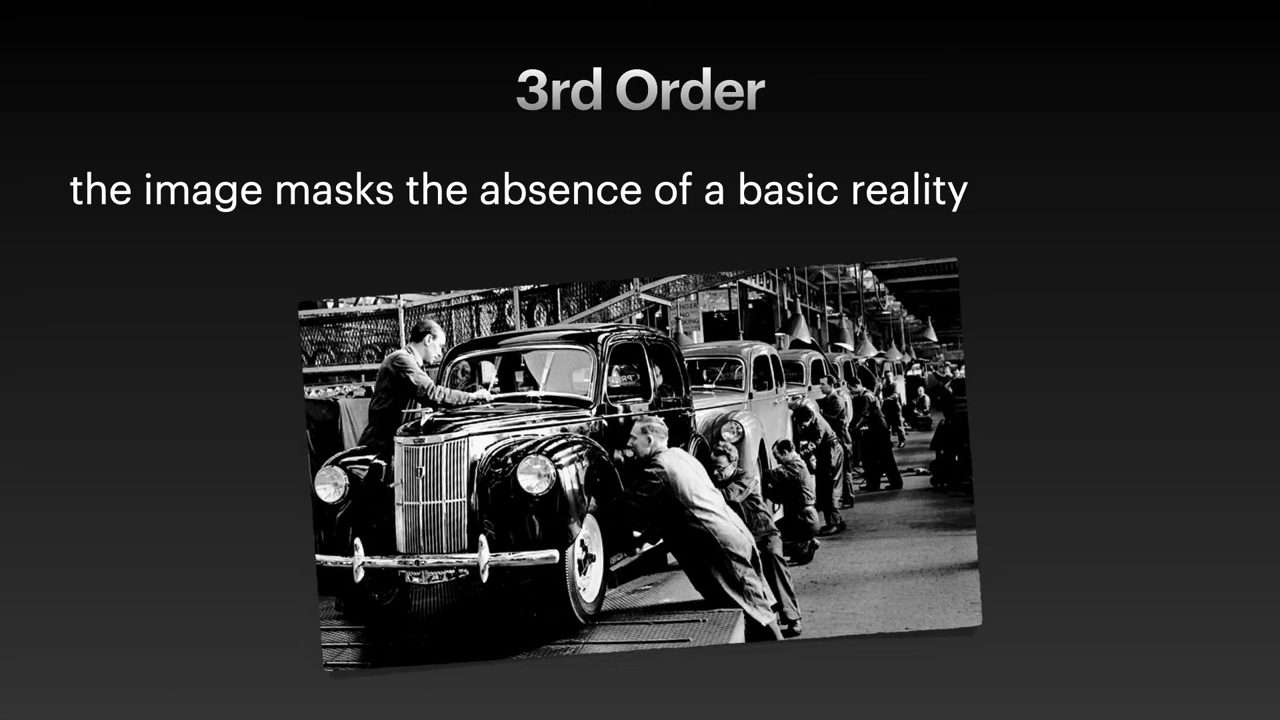 3rd Order
the image masks the absence of a basic reality